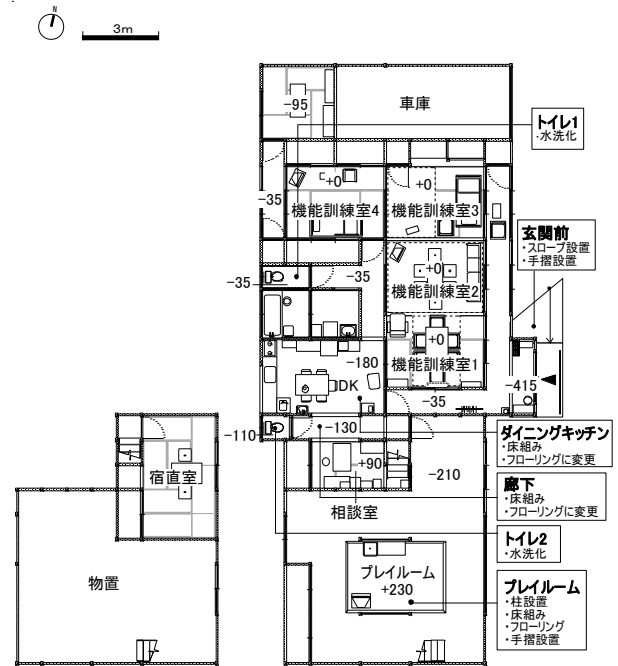 N
3m
-95
車庫
トイレ1
・水洗化
+0
+0
-35
機能訓練室4
機能訓練室3
玄関前
・スロープ設置
・手摺設置
-35
-35
+0
機能訓練室2
+0
-180
機能訓練室1
DK
-415
-35
-110
-130
ダイニングキッチン
・床組み
・フローリングに変更
+90
-210
宿直室
相談室
廊下
・床組み
・フローリングに変更
トイレ2
・水洗化
物置
プレイルーム
+230
プレイルーム
・柱設置
・床組み
・フローリング
・手摺設置